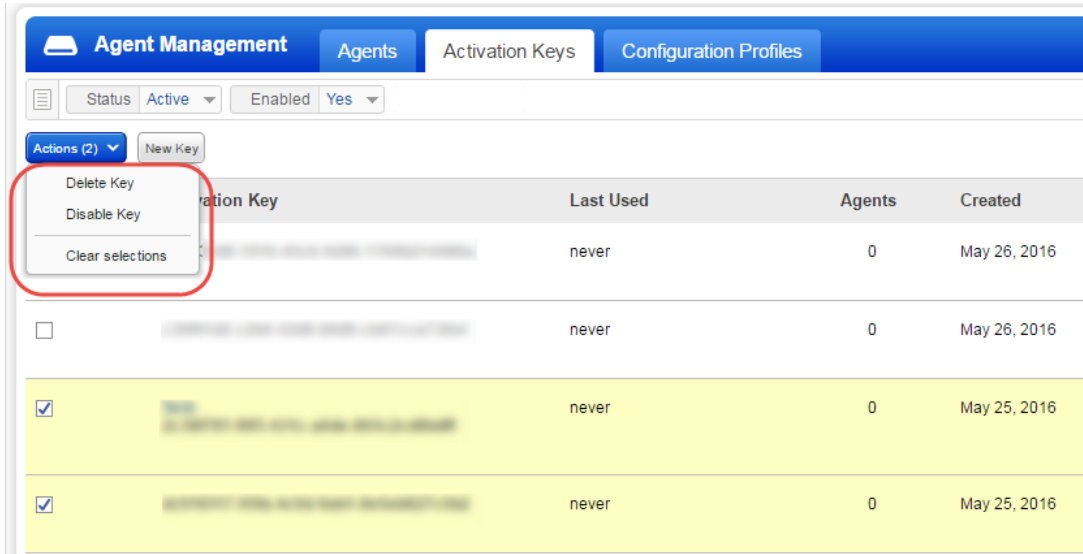 Agent Management Agents Activation Keys Configuration Profiles
Status Active Enabled Yes
Actions (2) New Key
Delete Key
Disable Key
Clear selections
vation Key Last Used Agents Created
never 0 May 26, 2016
never 0 May 26, 2016
never 0 May 25, 2016
never 0 May 25, 2016